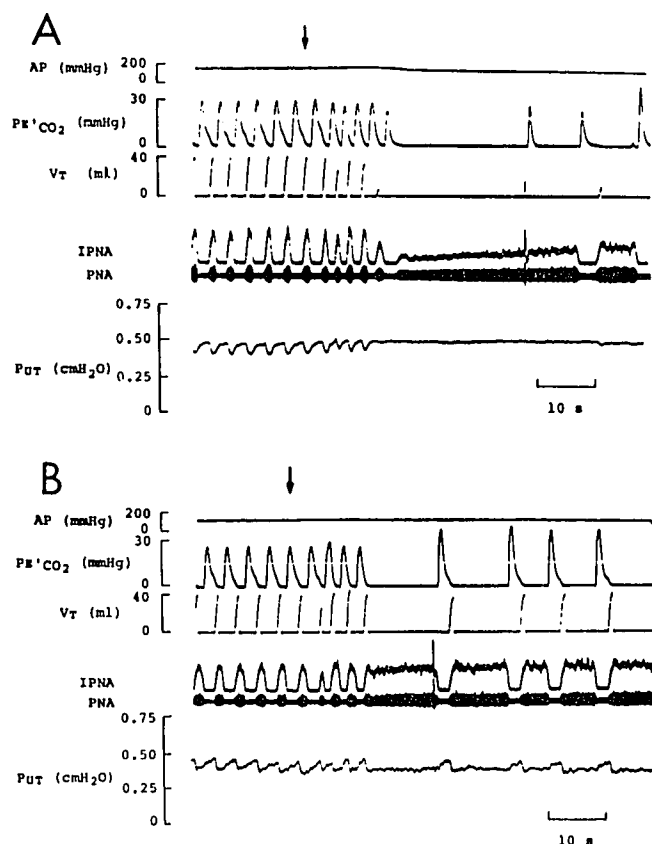 A
AP (mmHg)
200
0
PE'CO2 (mmHg)
30
0
VT (ml)
40
0
IPNA
PNA
PUT (cmH2O)
0.75
0.50
0.25
0
10 s
B
AP (mmHg)
200
0
PE'CO2 (mmHg)
30
0
VT (ml)
40
0
IPNA
PNA
PUT (cmH2O)
0.75
0.50
0.25
0
10 s